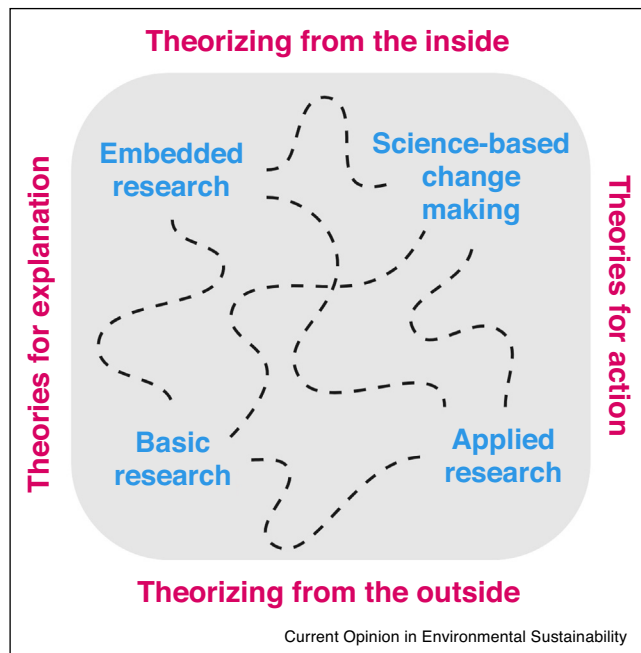 Theorizing from the inside
Embedded
research
Science-based
change
making
Theories for explanation
Theories for action
Basic
research
Applied
research
Theorizing from the outside
Current Opinion in Environmental Sustainability